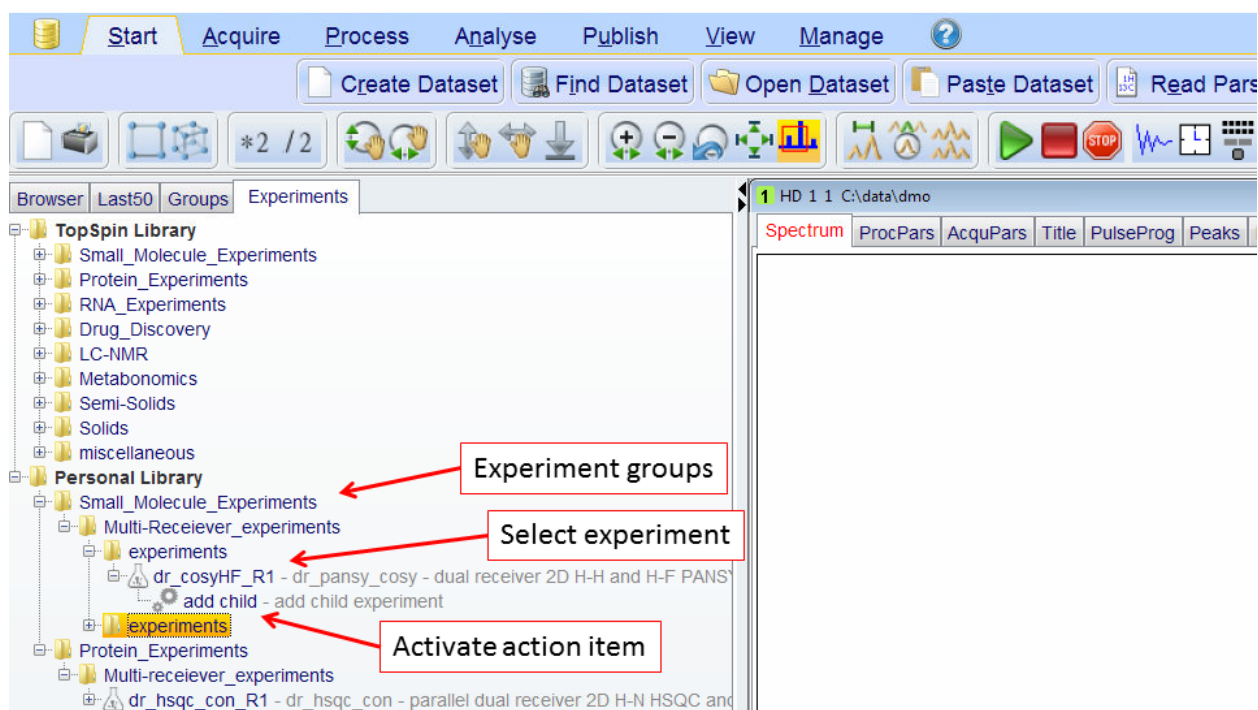 Start Acquire Process Analyse Publish View Manage ?
Create Dataset Find Dataset Open Dataset Paste Dataset 1H 13C Read Pars
*2 /2 STOP
Browser Last50 Groups Experiments
1 HD 1 1 C:\data\dmo
Spectrum ProcPars AcquPars Title PulseProg Peaks
TopSpin Library
Small_Molecule_Experiments
Protein_Experiments
RNA_Experiments
Drug_Discovery
LC-NMR
Metabonomics
Semi-Solids
Solids
miscellaneous
Experiment groups
Personal Library
Small_Molecule_Experiments
Multi-Receiever_experiments
Select experiment
experiments
dr_cosyHF_R1 - dr_pansy_cosy - dual receiver 2D H-H and H-F PANSY
add child - add child experiment
experiments
Activate action item
Protein_Experiments
Multi-receiever_experiments
dr_hsqc_con_R1 - dr_hsqc_con - parallel dual receiver 2D H-N HSQC and